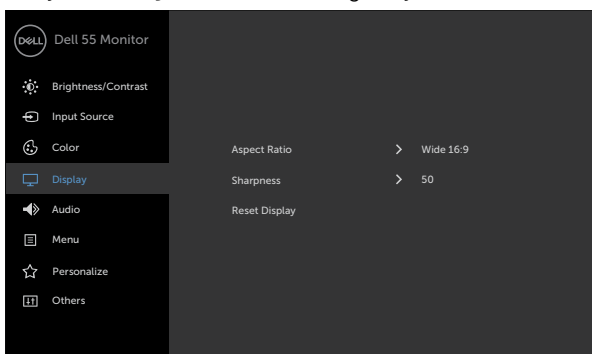 DELL Dell 55 Monitor
Brightness/Contrast
Input Source
Color
Aspect Ratio Wide 16:9
Display
Sharpness 50
Audio
Reset Display
Menu
Personalize
Others